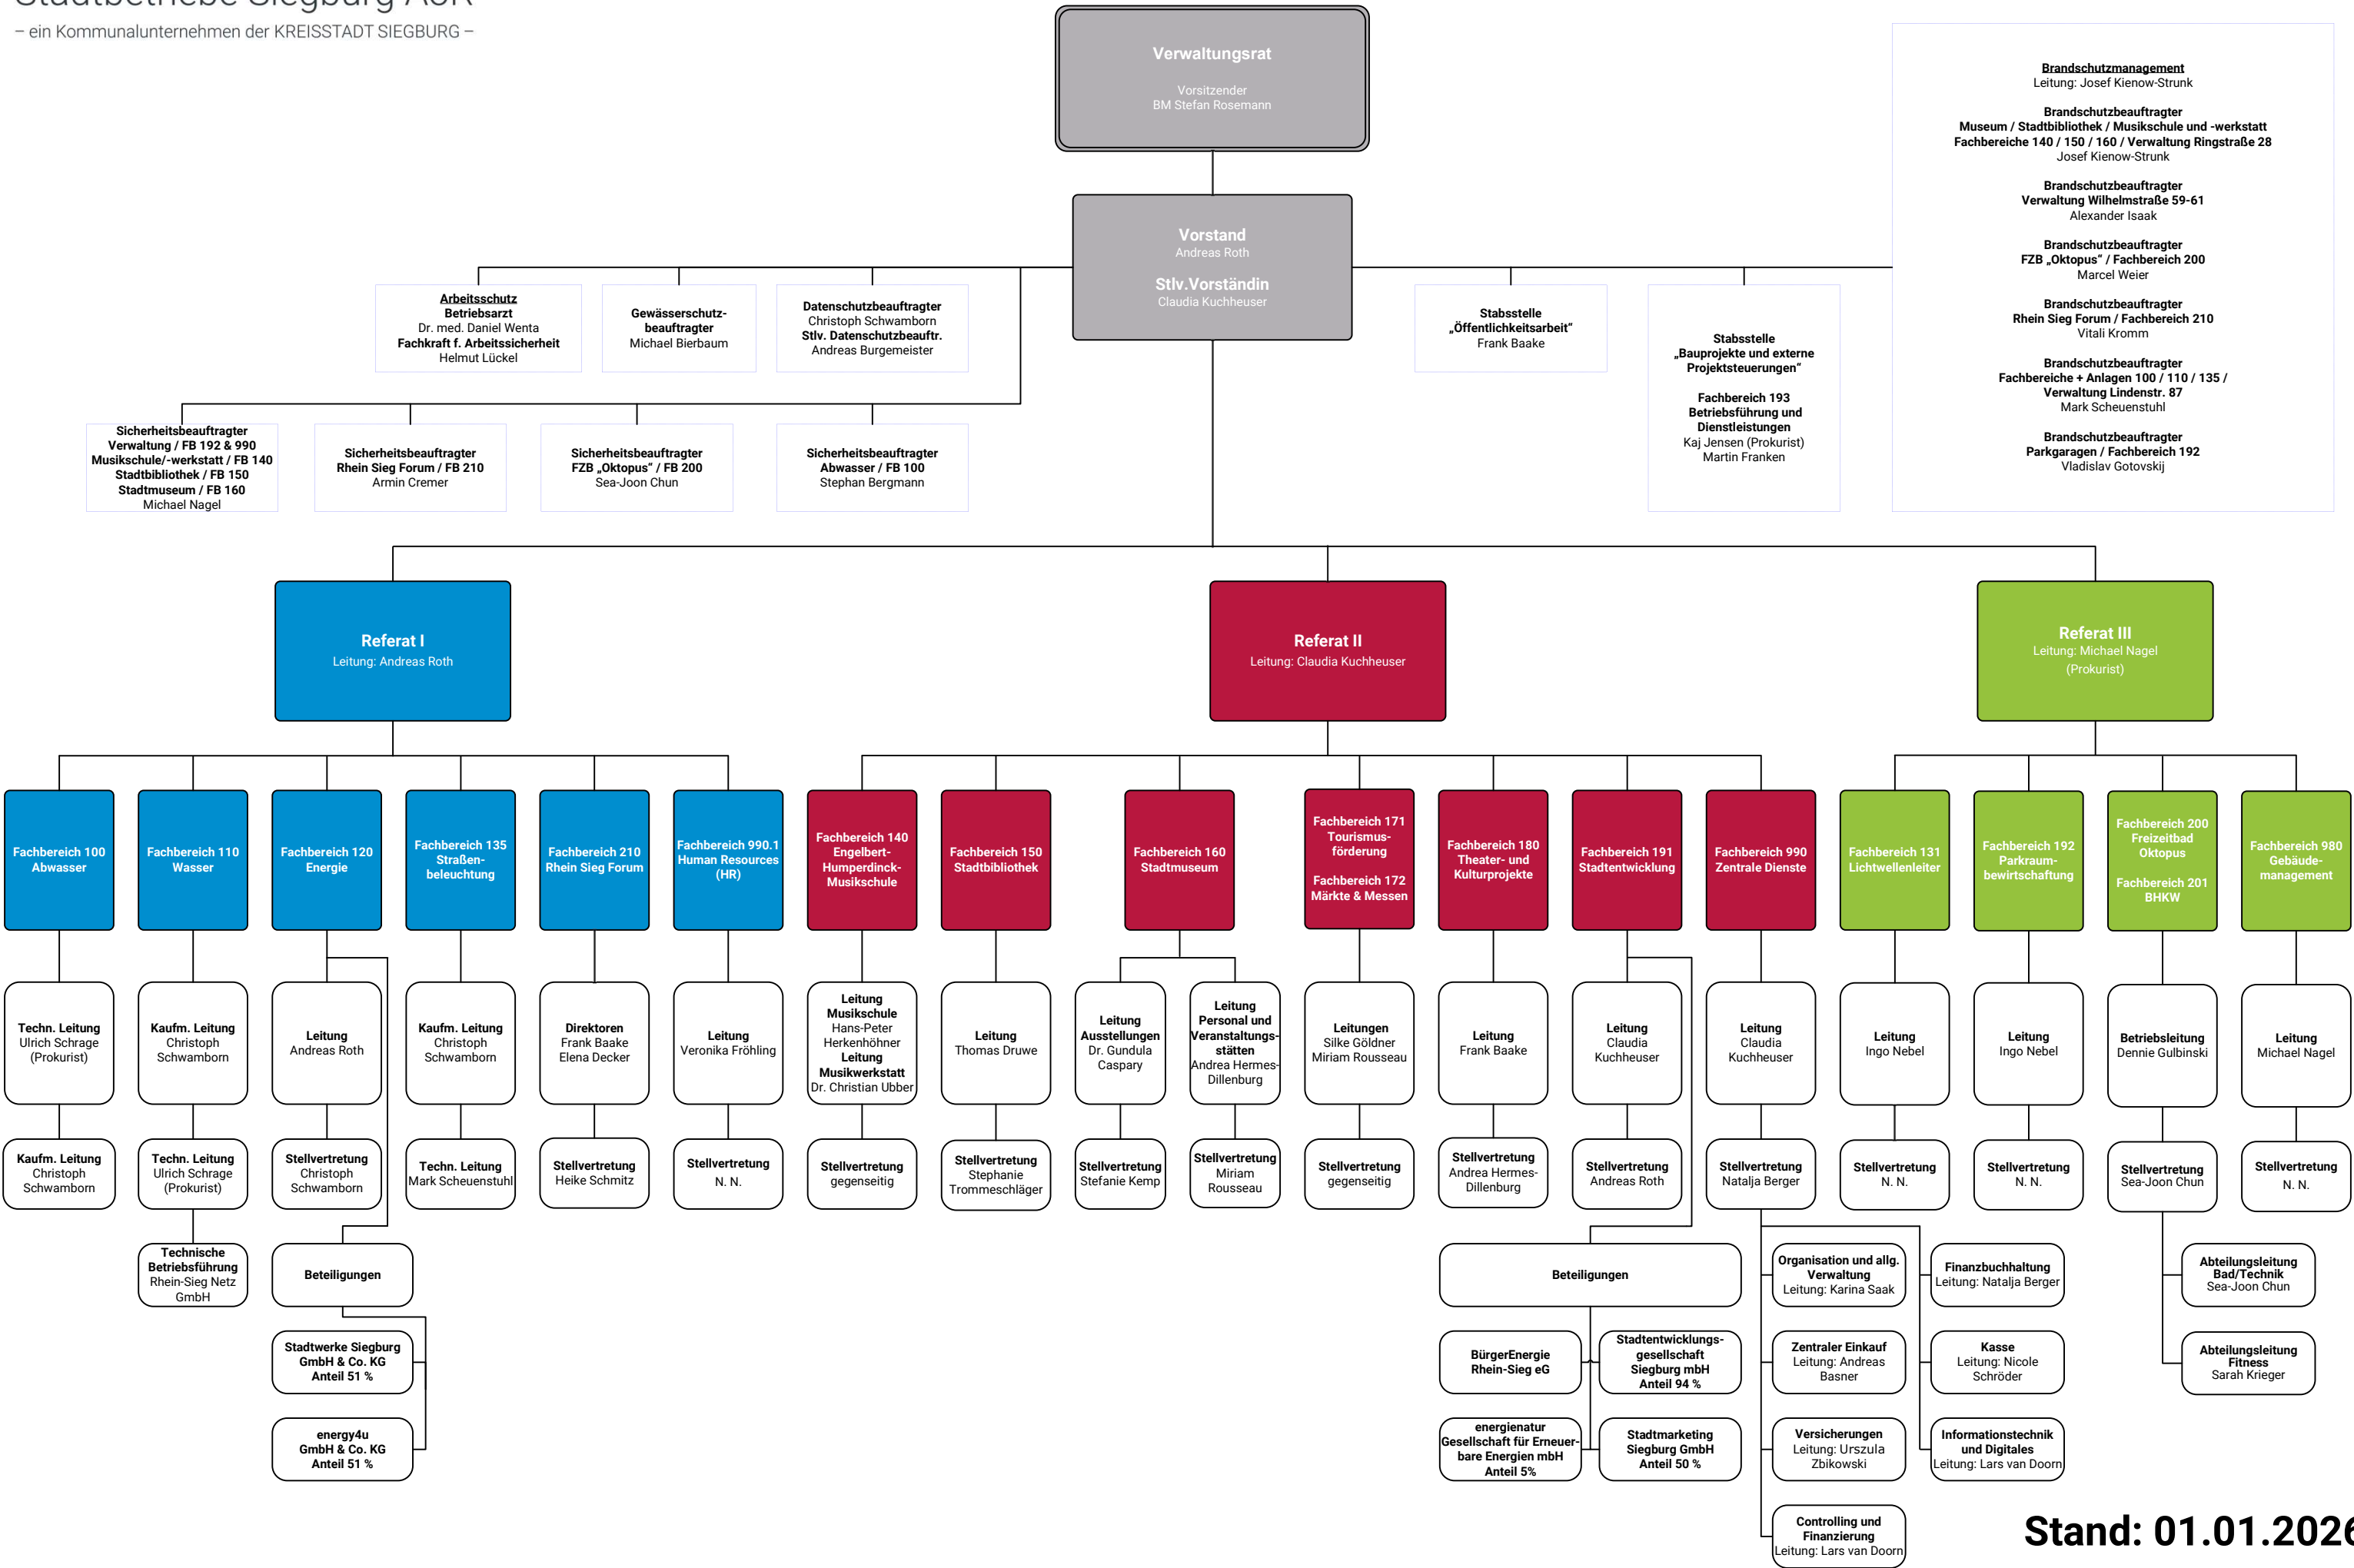 Stadtbetriebe Siegburg AöR
– ein Kommunalunternehmen der KREISSTADT SIEGBURG –
Verwaltungsrat
Vorsitzender
BM Stefan Rosemann
Vorstand
Andreas Roth
Stlv.Vorständin
Claudia Kuchheuser
Brandschutzmanagement
Leitung: Josef Kienow-Strunk
Brandschutzbeauftragter
Museum / Stadtbibliothek / Musikschule und -werkstatt
Fachbereiche 140 / 150 / 160 / Verwaltung Ringstraße 28
Josef Kienow-Strunk
Brandschutzbeauftragter
Verwaltung Wilhelmstraße 59-61
Alexander Isaak
Brandschutzbeauftragter
FZB „Oktopus“ / Fachbereich 200
Marcel Weier
Brandschutzbeauftragter
Rhein Sieg Forum / Fachbereich 210
Vitali Kromm
Brandschutzbeauftragter
Fachbereiche + Anlagen 100 / 110 / 135 /
Verwaltung Lindenstr. 87
Mark Scheuenstuhl
Brandschutzbeauftragter
Parkgaragen / Fachbereich 192
Vladislav Gotovskij
Arbeitsschutz
Betriebsarzt
Dr. med. Daniel Wenta
Fachkraft f. Arbeitssicherheit
Helmut Lückel
Gewässerschutz-
beauftragter
Michael Bierbaum
Datenschutzbeauftragter
Christoph Schwamborn
Stlv. Datenschutzbeauftr.
Andreas Burgemeister
Stabsstelle
„Öffentlichkeitsarbeit“
Frank Baake
Stabsstelle
„Bauprojekte und externe
Projektsteuerungen“
Fachbereich 193
Betriebsführung und
Dienstleistungen
Kaj Jensen (Prokurist)
Martin Franken
Sicherheitsbeauftragter
Verwaltung / FB 192 & 990
Musikschule/-werkstatt / FB 140
Stadtbibliothek / FB 150
Stadtmuseum / FB 160
Michael Nagel
Sicherheitsbeauftragter
Rhein Sieg Forum / FB 210
Armin Cremer
Sicherheitsbeauftragter
FZB „Oktopus“ / FB 200
Sea-Joon Chun
Sicherheitsbeauftragter
Abwasser / FB 100
Stephan Bergmann
Referat I
Leitung: Andreas Roth
Referat II
Leitung: Claudia Kuchheuser
Referat III
Leitung: Michael Nagel
(Prokurist)
Fachbereich 100
Abwasser
Fachbereich 110
Wasser
Fachbereich 120
Energie
Fachbereich 135
Straßen-
beleuchtung
Fachbereich 210
Rhein Sieg Forum
Fachbereich 990.1
Human Resources
(HR)
Fachbereich 140
Engelbert-
Humperdinck-
Musikschule
Fachbereich 150
Stadtbibliothek
Fachbereich 160
Stadtmuseum
Fachbereich 171
Tourismus-
förderung
Fachbereich 172
Märkte & Messen
Fachbereich 180
Theater- und
Kulturprojekte
Fachbereich 191
Stadtentwicklung
Fachbereich 990
Zentrale Dienste
Fachbereich 131
Lichtwellenleiter
Fachbereich 192
Parkraum-
bewirtschaftung
Fachbereich 200
Freizeitbad
Oktopus
Fachbereich 201
BHKW
Fachbereich 980
Gebäude-
management
Techn. Leitung
Ulrich Schrage
(Prokurist)
Kaufm. Leitung
Christoph
Schwamborn
Leitung
Andreas Roth
Kaufm. Leitung
Christoph
Schwamborn
Direktoren
Frank Baake
Elena Decker
Leitung
Veronika Fröhling
Leitung
Musikschule
Hans-Peter
Herkenhöhner
Leitung
Musikwerkstatt
Dr. Christian Ubber
Leitung
Thomas Druwe
Leitung
Ausstellungen
Dr. Gundula
Caspary
Leitung
Personal und
Veranstaltungs-
stätten
Andrea Hermes-
Dillenburg
Leitungen
Silke Göldner
Miriam Rousseau
Leitung
Frank Baake
Leitung
Claudia
Kuchheuser
Leitung
Claudia
Kuchheuser
Leitung
Ingo Nebel
Leitung
Ingo Nebel
Betriebsleitung
Dennie Gulbinski
Leitung
Michael Nagel
Kaufm. Leitung
Christoph
Schwamborn
Techn. Leitung
Ulrich Schrage
(Prokurist)
Stellvertretung
Christoph
Schwamborn
Techn. Leitung
Mark Scheuenstuhl
Stellvertretung
Heike Schmitz
Stellvertretung
N. N.
Stellvertretung
gegenseitig
Stellvertretung
Stephanie
Trommeschläger
Stellvertretung
Stefanie Kemp
Stellvertretung
Miriam
Rousseau
Stellvertretung
gegenseitig
Stellvertretung
Andrea Hermes-
Dillenburg
Stellvertretung
Andreas Roth
Stellvertretung
Natalja Berger
Stellvertretung
N. N.
Stellvertretung
N. N.
Stellvertretung
Sea-Joon Chun
Stellvertretung
N. N.
Technische
Betriebsführung
Rhein-Sieg Netz
GmbH
Beteiligungen
Stadtwerke Siegburg
GmbH & Co. KG
Anteil 51 %
energy4u
GmbH & Co. KG
Anteil 51 %
Beteiligungen
BürgerEnergie
Rhein-Sieg eG
Stadtentwicklungs-
gesellschaft
Siegburg mbH
Anteil 94 %
energienatur
Gesellschaft für Erneuer-
bare Energien mbH
Anteil 5%
Stadtmarketing
Siegburg GmbH
Anteil 50 %
Organisation und allg.
Verwaltung
Leitung: Karina Saak
Finanzbuchhaltung
Leitung: Natalja Berger
Zentraler Einkauf
Leitung: Andreas
Basner
Kasse
Leitung: Nicole
Schröder
Versicherungen
Leitung: Urszula
Zbikowski
Informationstechnik
und Digitales
Leitung: Lars van Doorn
Controlling und
Finanzierung
Leitung: Lars van Doorn
Abteilungsleitung
Bad/Technik
Sea-Joon Chun
Abteilungsleitung
Fitness
Sarah Krieger
Stand: 01.01.2026